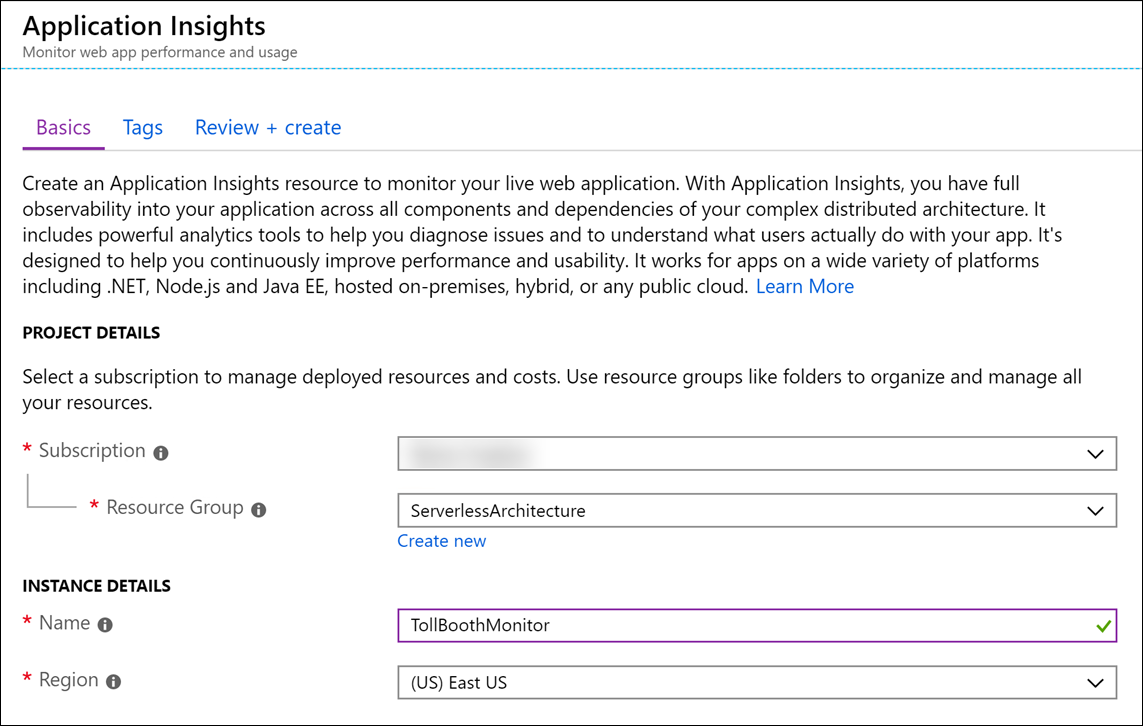 Application Insights
Monitor web app performance and usage
Basics Tags Review + create
Create an Application Insights resource to monitor your live web application. With Application Insights, you have full
observability into your application across all components and dependencies of your complex distributed architecture. It
includes powerful analytics tools to help you diagnose issues and to understand what users actually do with your app. It's
designed to help you continuously improve performance and usability. It works for apps on a wide variety of platforms
including .NET, Node.js and Java EE, hosted on-premises, hybrid, or any public cloud. Learn More
PROJECT DETAILS
Select a subscription to manage deployed resources and costs. Use resource groups like folders to organize and manage all
your resources.
* Subscription
* Resource Group ServerlessArchitecture
Create new
INSTANCE DETAILS
* Name TollBoothMonitor
* Region (US) East US